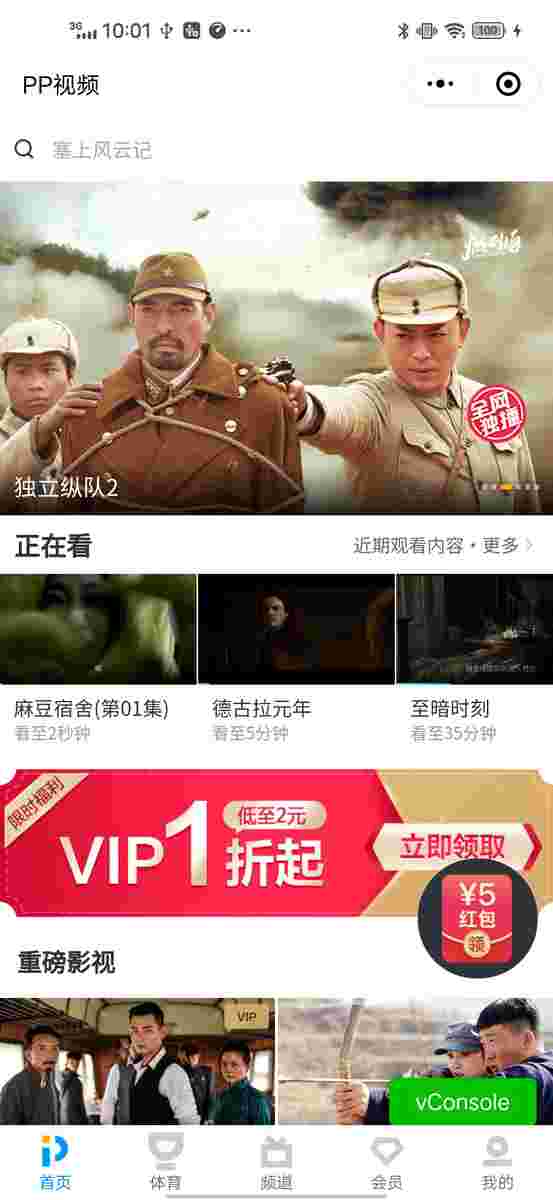 3G 10:01 100
PP视频
塞上风云记
全网
独播
独立纵队2
正在看
近期观看内容·更多
麻豆宿舍(第01集)
德古拉元年
至暗时刻
看至2秒钟
看至5分钟
看至35分钟
限时福利
VIP1折起
低至2元
立即领取
¥5
红包
领
重磅影视
VIP
vConsole
首页
体育
频道
会员
我的